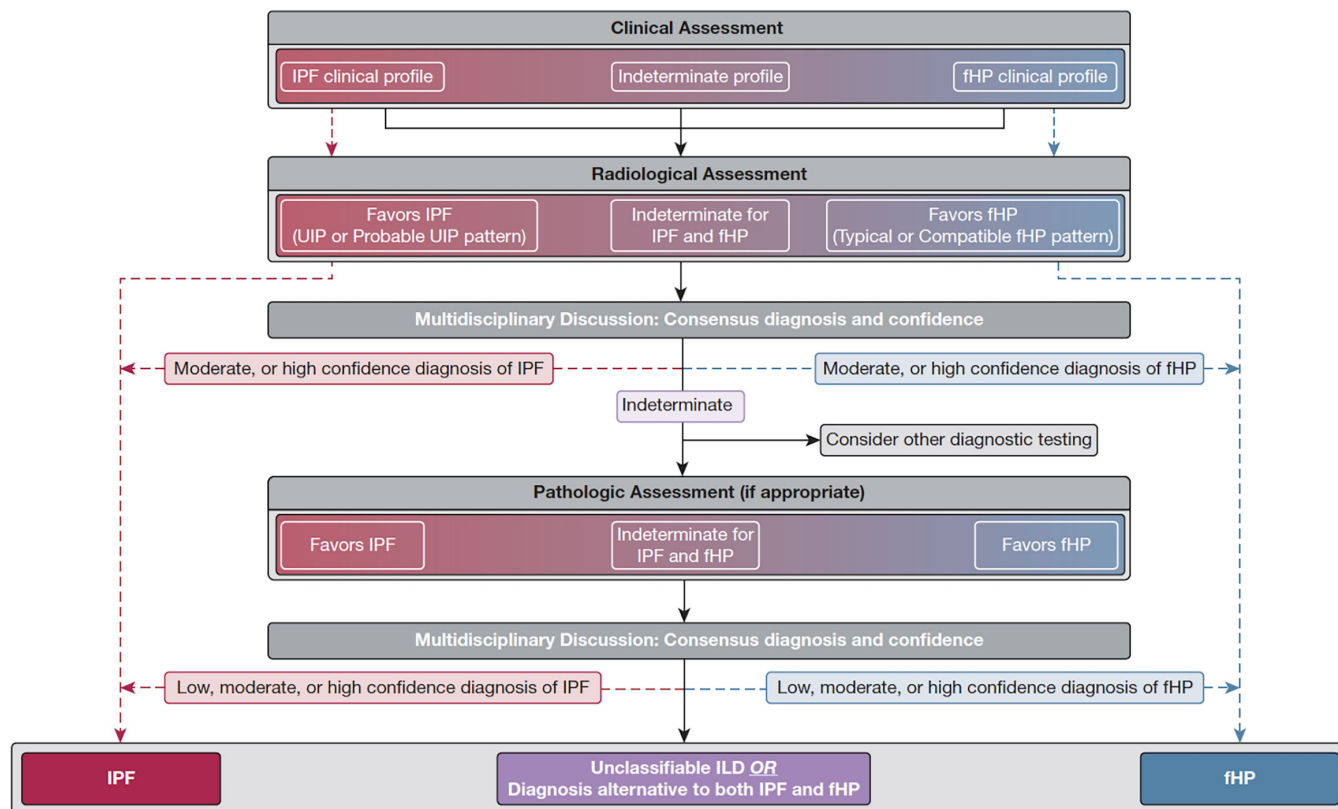 Clinical Assessment
IPF clinical profile
Indeterminate profile
fHP clinical profile
Radiological Assessment
Favors IPF
(UIP or Probable UIP pattern)
Indeterminate for
IPF and fHP
Favors fHP
(Typical or Compatible fHP pattern)
Multidisciplinary Discussion: Consensus diagnosis and confidence
Moderate, or high confidence diagnosis of IPF
Moderate, or high confidence diagnosis of fHP
Indeterminate
Consider other diagnostic testing
Pathologic Assessment (if appropriate)
Favors IPF
Indeterminate for
IPF and fHP
Favors fHP
Multidisciplinary Discussion: Consensus diagnosis and confidence
Low, moderate, or high confidence diagnosis of IPF
Low, moderate, or high confidence diagnosis of fHP
IPF
Unclassifiable ILD OR
Diagnosis alternative to both IPF and fHP
fHP